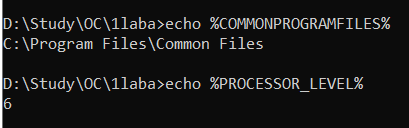 D:\Study\OC\1laba>echo %COMMONPROGRAMFILES%
C:\Program Files\Common Files
D:\Study\OC\1laba>echo %PROCESSOR_LEVEL%
6